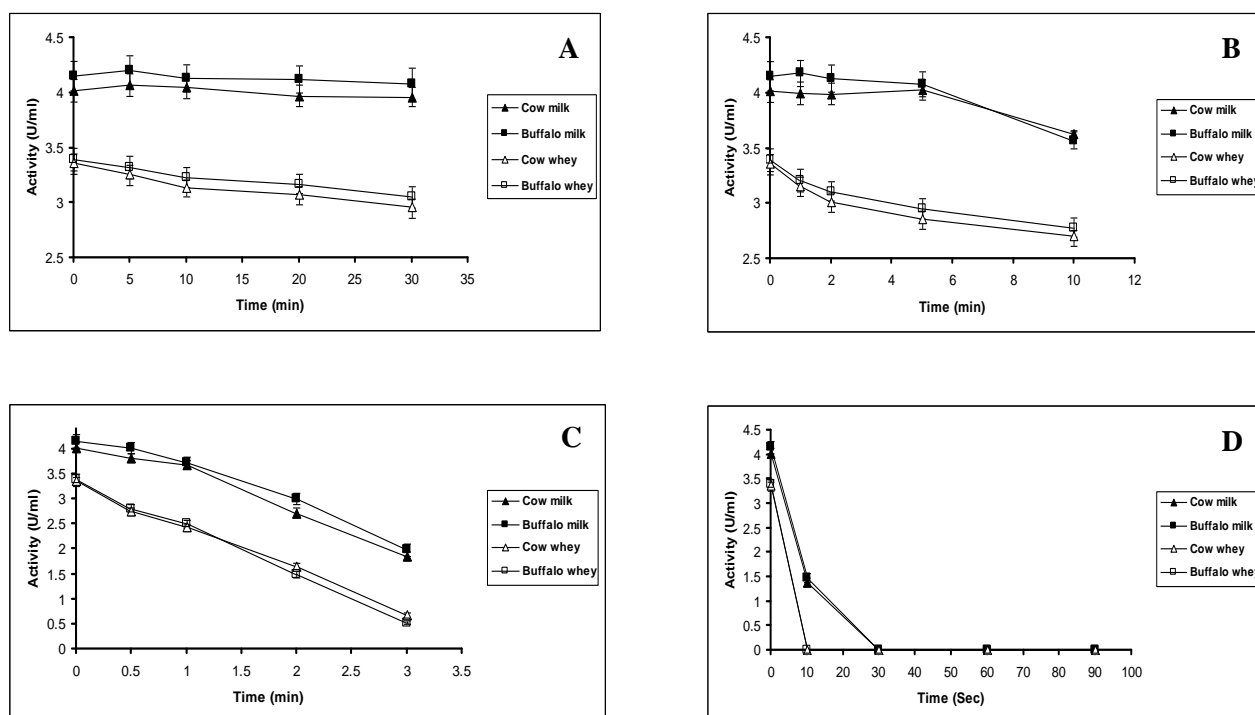 A
4.5
4
3.5
3
2.5
Activity (U/ml)
0 5 10 15 20 25 30 35
Time (min)
Cow milk
Buffalo milk
Cow whey
Buffalo whey
B
4.5
4
3.5
3
2.5
Activity (U/ml)
0 2 4 6 8 10 12
Time (min)
Cow milk
Buffalo milk
Cow whey
Buffalo whey
C
4
3.5
3
2.5
2
1.5
1
0.5
0
Activity (U/ml)
0 0.5 1 1.5 2 2.5 3 3.5
Time (min)
Cow milk
Buffalo milk
Cow whey
Buffalo whey
D
4.5
4
3.5
3
2.5
2
1.5
1
0.5
0
Activity (U/ml)
0 10 20 30 40 50 60 70 80 90 100
Time (Sec)
Cow milk
Buffalo milk
Cow whey
Buffalo whey